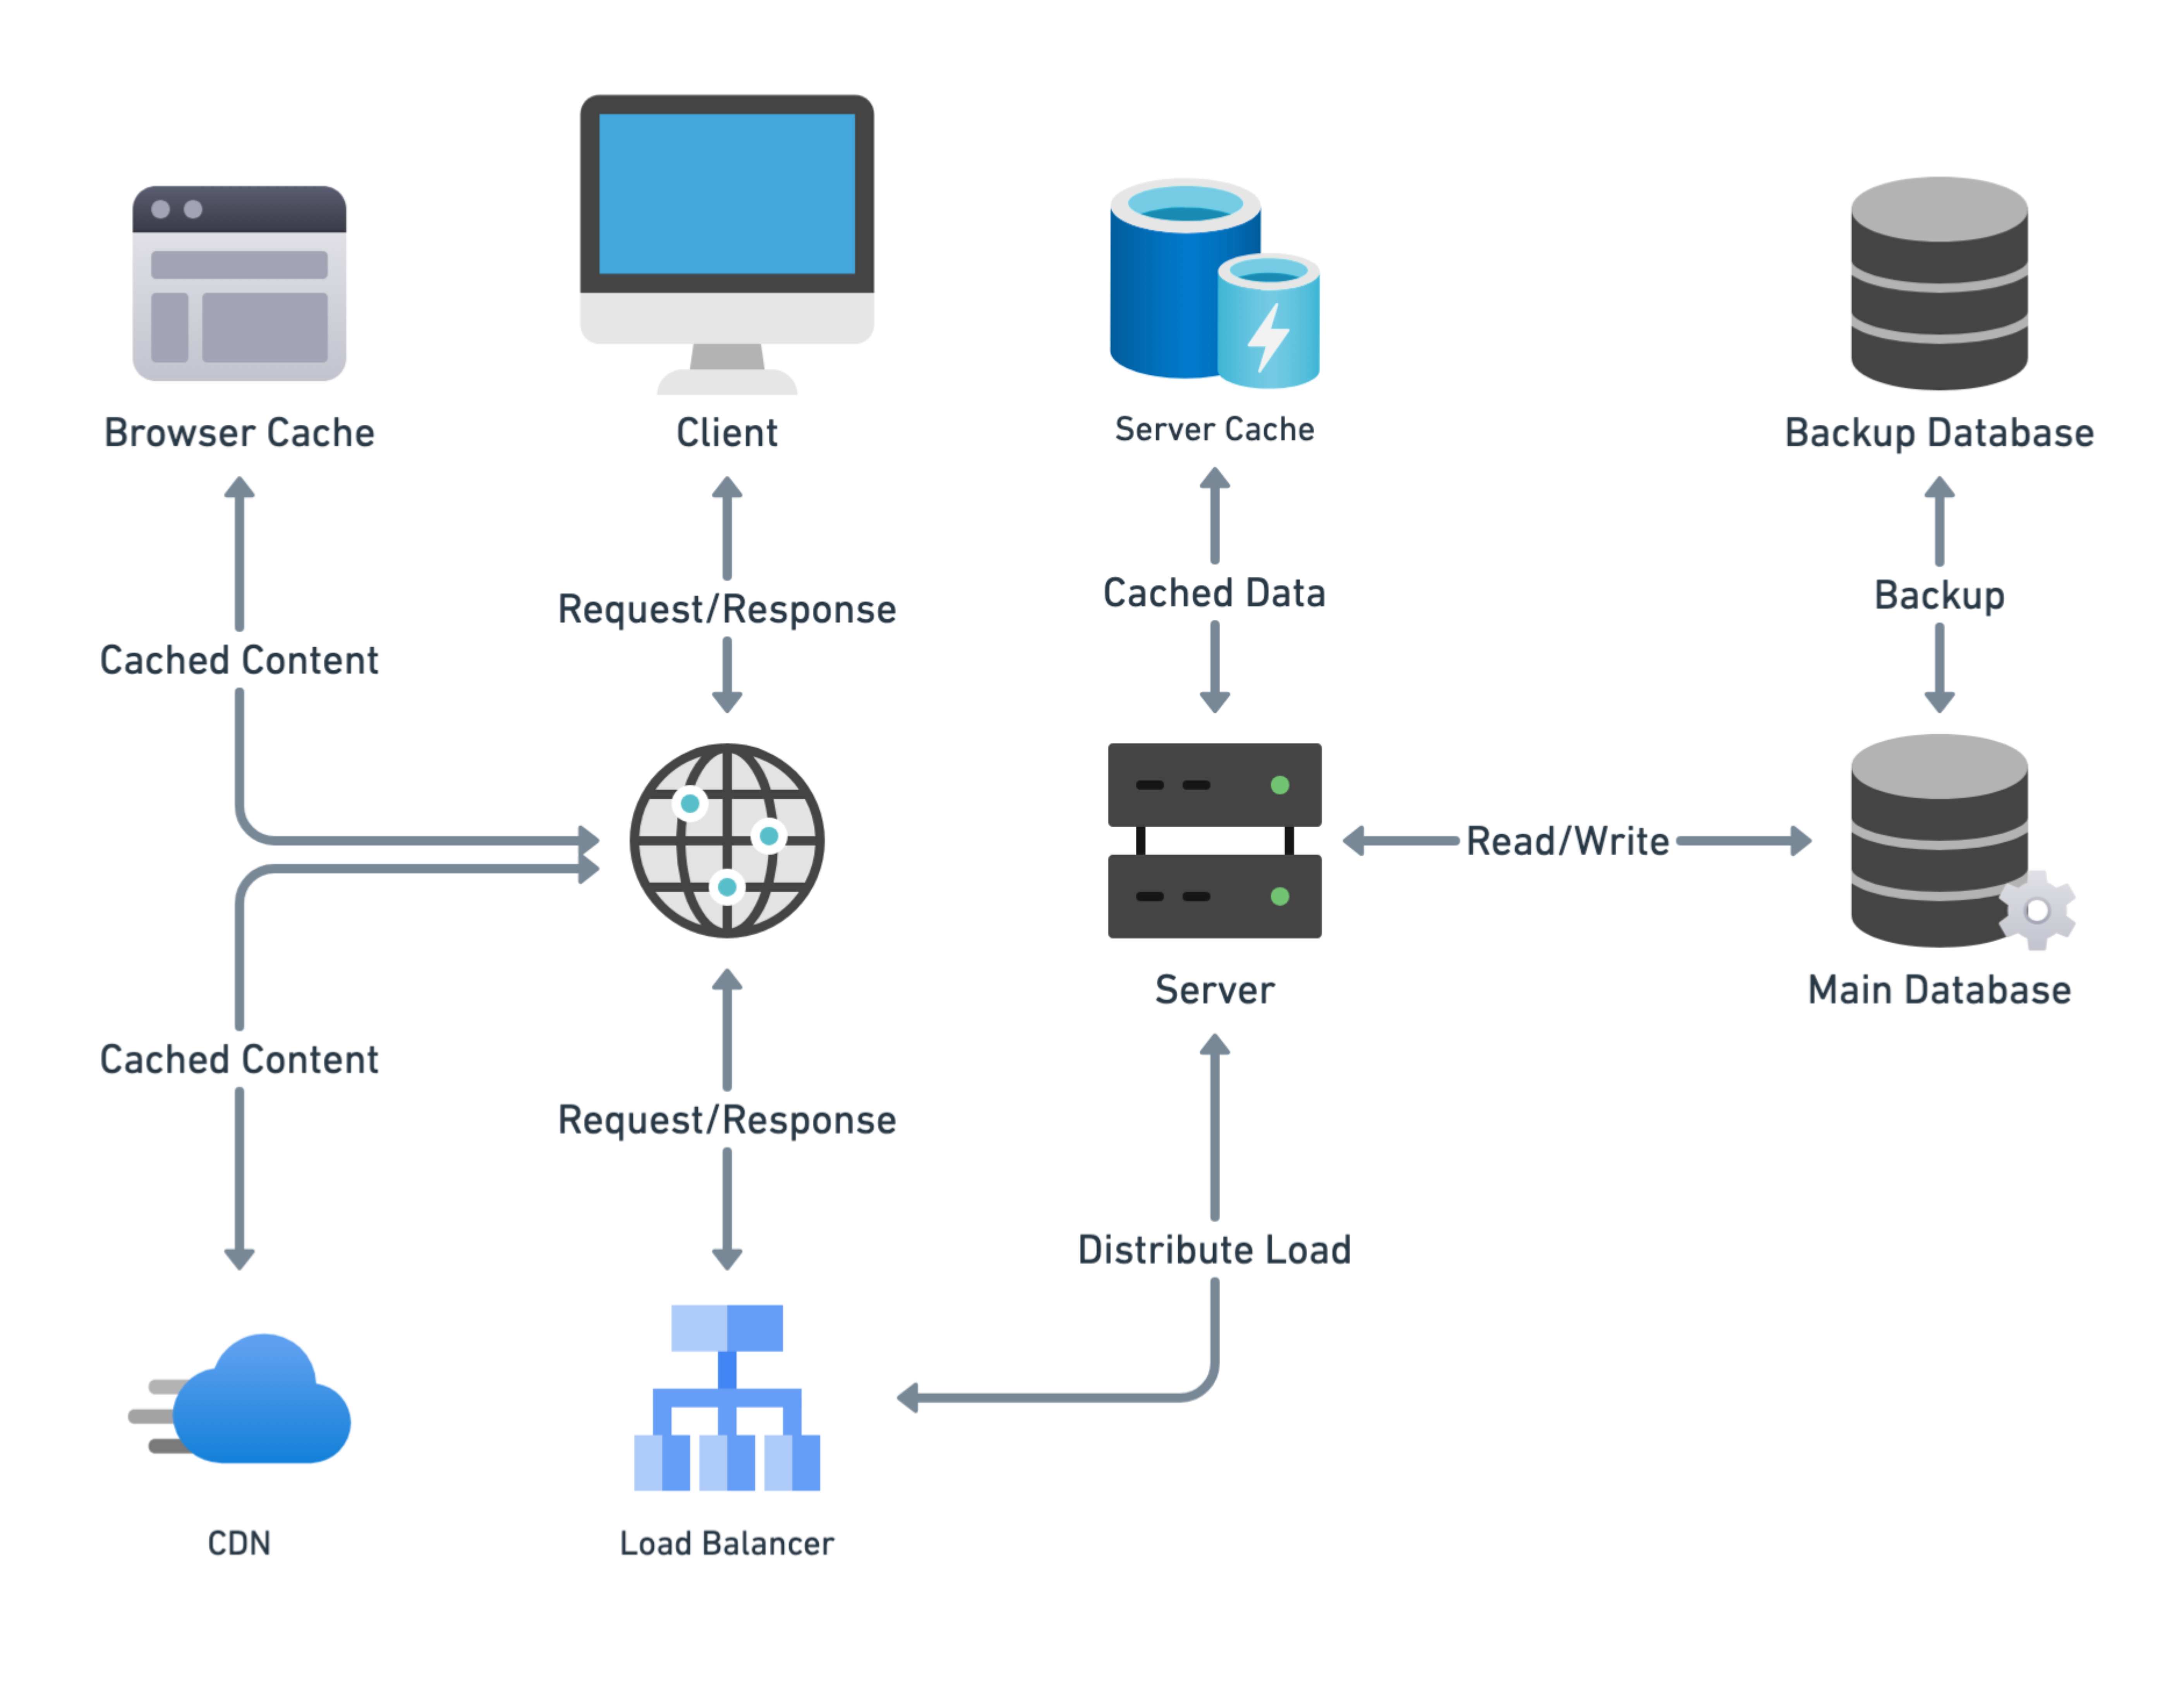 Browser Cache
Client
Server Cache
Backup Database
Cached Content
Request/Response
Cached Data
Backup
Read/Write
Server
Main Database
Cached Content
Request/Response
Distribute Load
CDN
Load Balancer